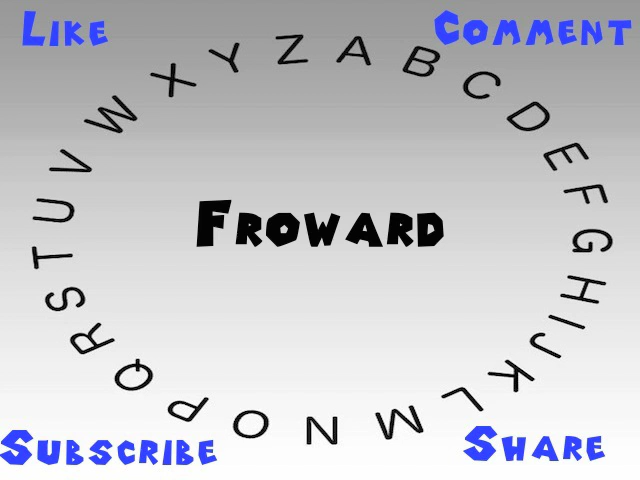 Like
Comment
A B C D E F G H I J K L M N O P Q R S T U V W X Y Z
Froward
Subscribe
Share